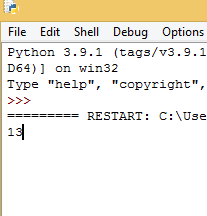 File Edit Shell Debug Options
Python 3.9.1 (tags/v3.9.1
D64)] on win32
Type "help", "copyright",
>>>
========= RESTART: C:\Use
13